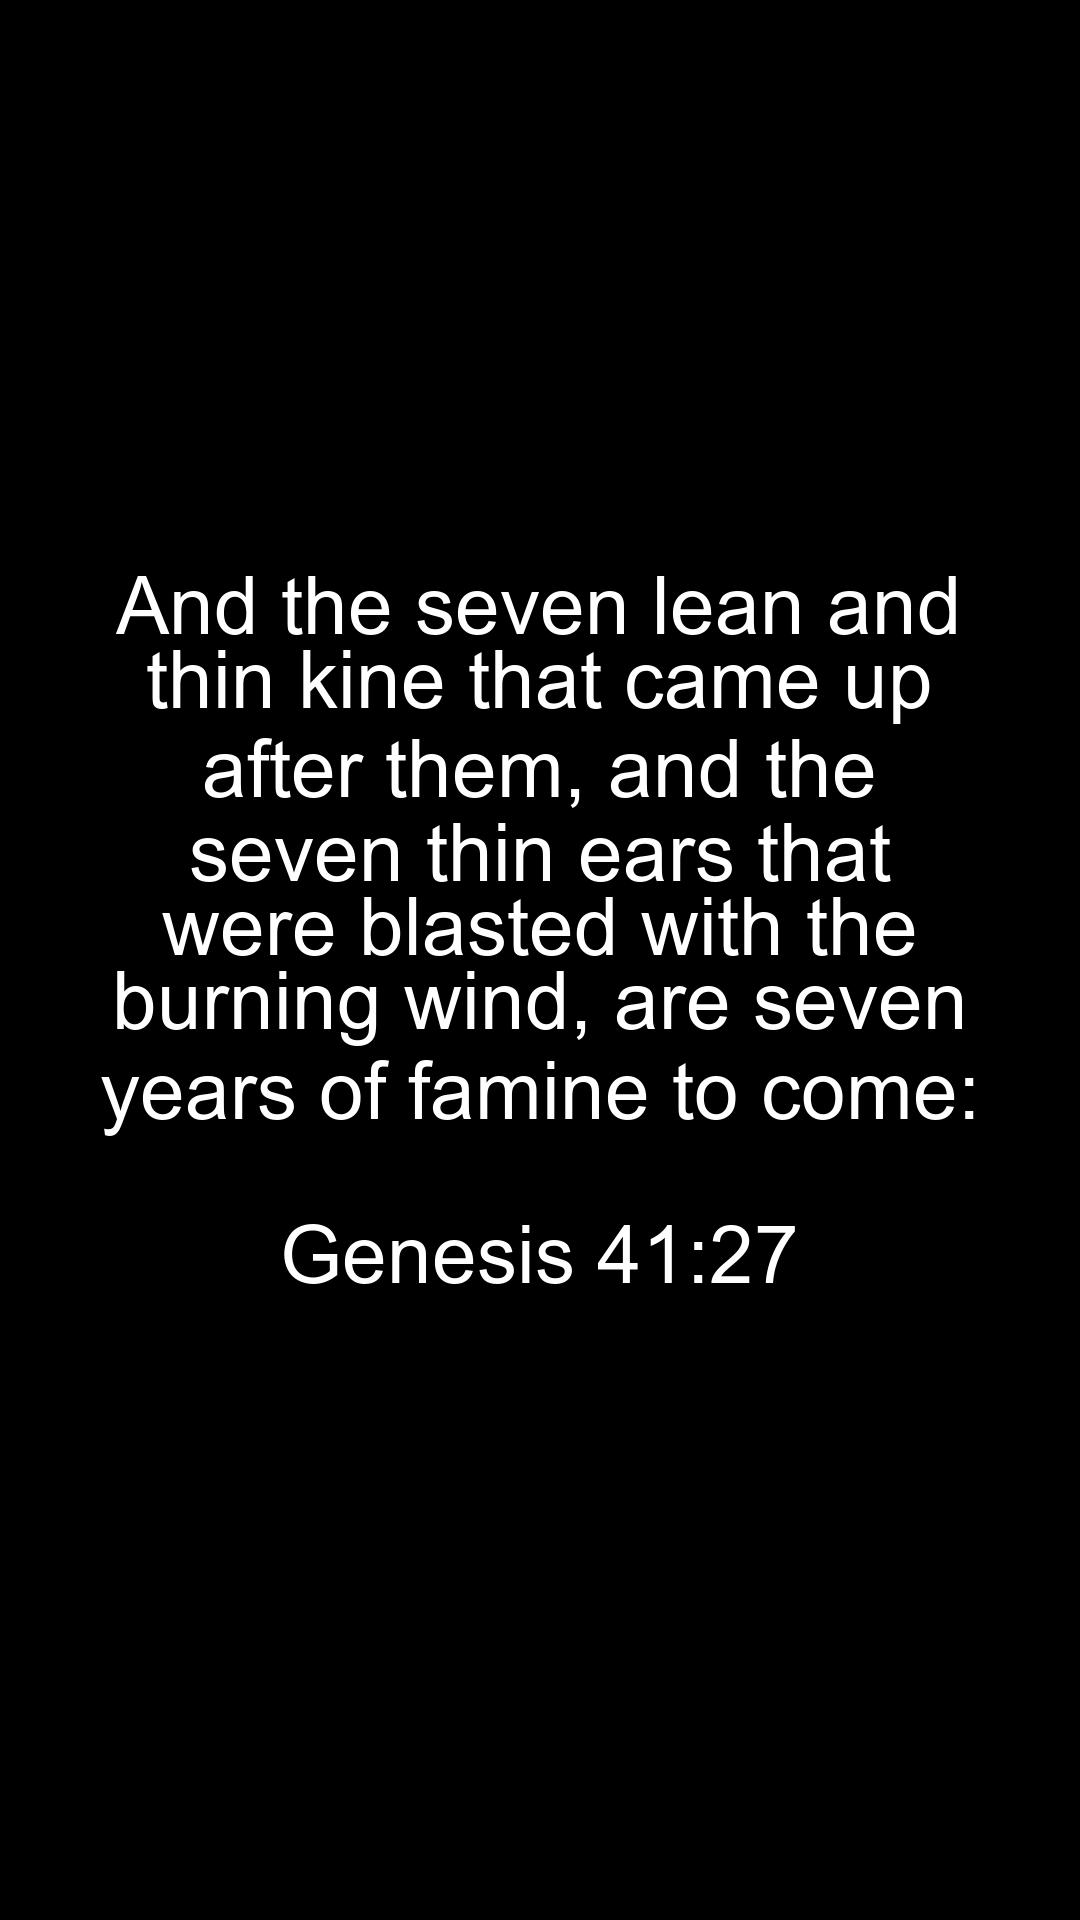 And the seven lean and
thin kine that came up
after them, and the
seven thin ears that
were blasted with the
burning wind, are seven
years of famine to come:
Genesis 41:27